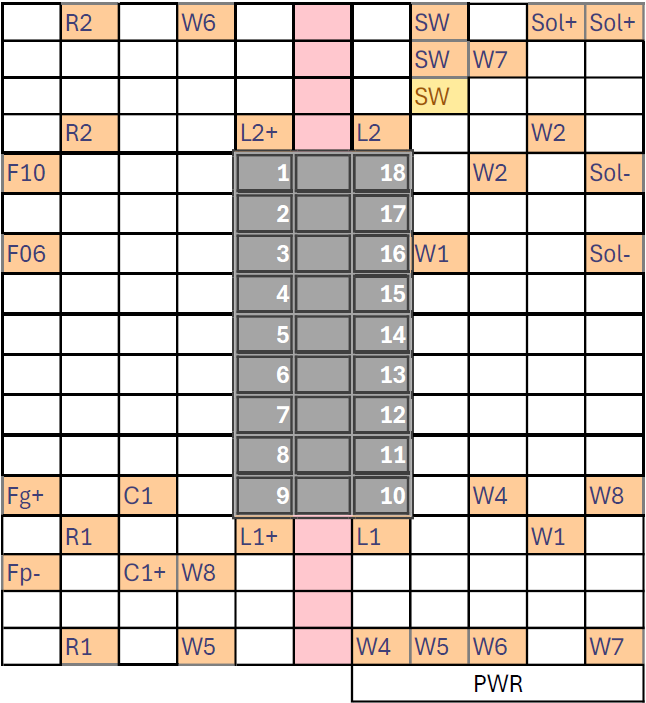 R2 W6 SW Sol+ Sol+
SW W7
SW
R2 L2+ L2 W2
F10 1 18 W2 Sol-
2 17
F06 3 16 W1 Sol-
4 15
5 14
6 13
7 12
8 11
Fg+ C1 9 10 W4 W8
R1 L1+ L1 W1
Fp- C1+ W8
R1 W5 W4 W5 W6 W7
PWR